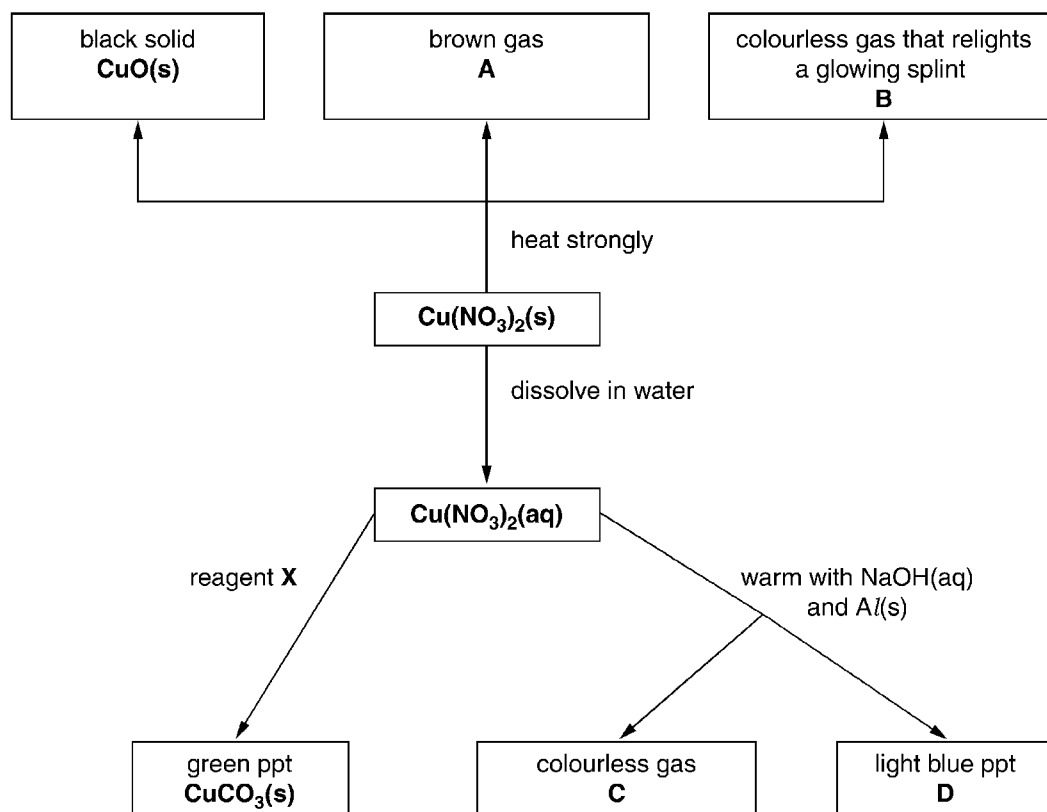 black solid
CuO(s)
brown gas
A
colourless gas that relights
a glowing splint
B
heat strongly
Cu(NO₃)₂(s)
dissolve in water
Cu(NO₃)₂(aq)
reagent X
warm with NaOH(aq)
and Al(s)
green ppt
CuCO₃(s)
colourless gas
C
light blue ppt
D